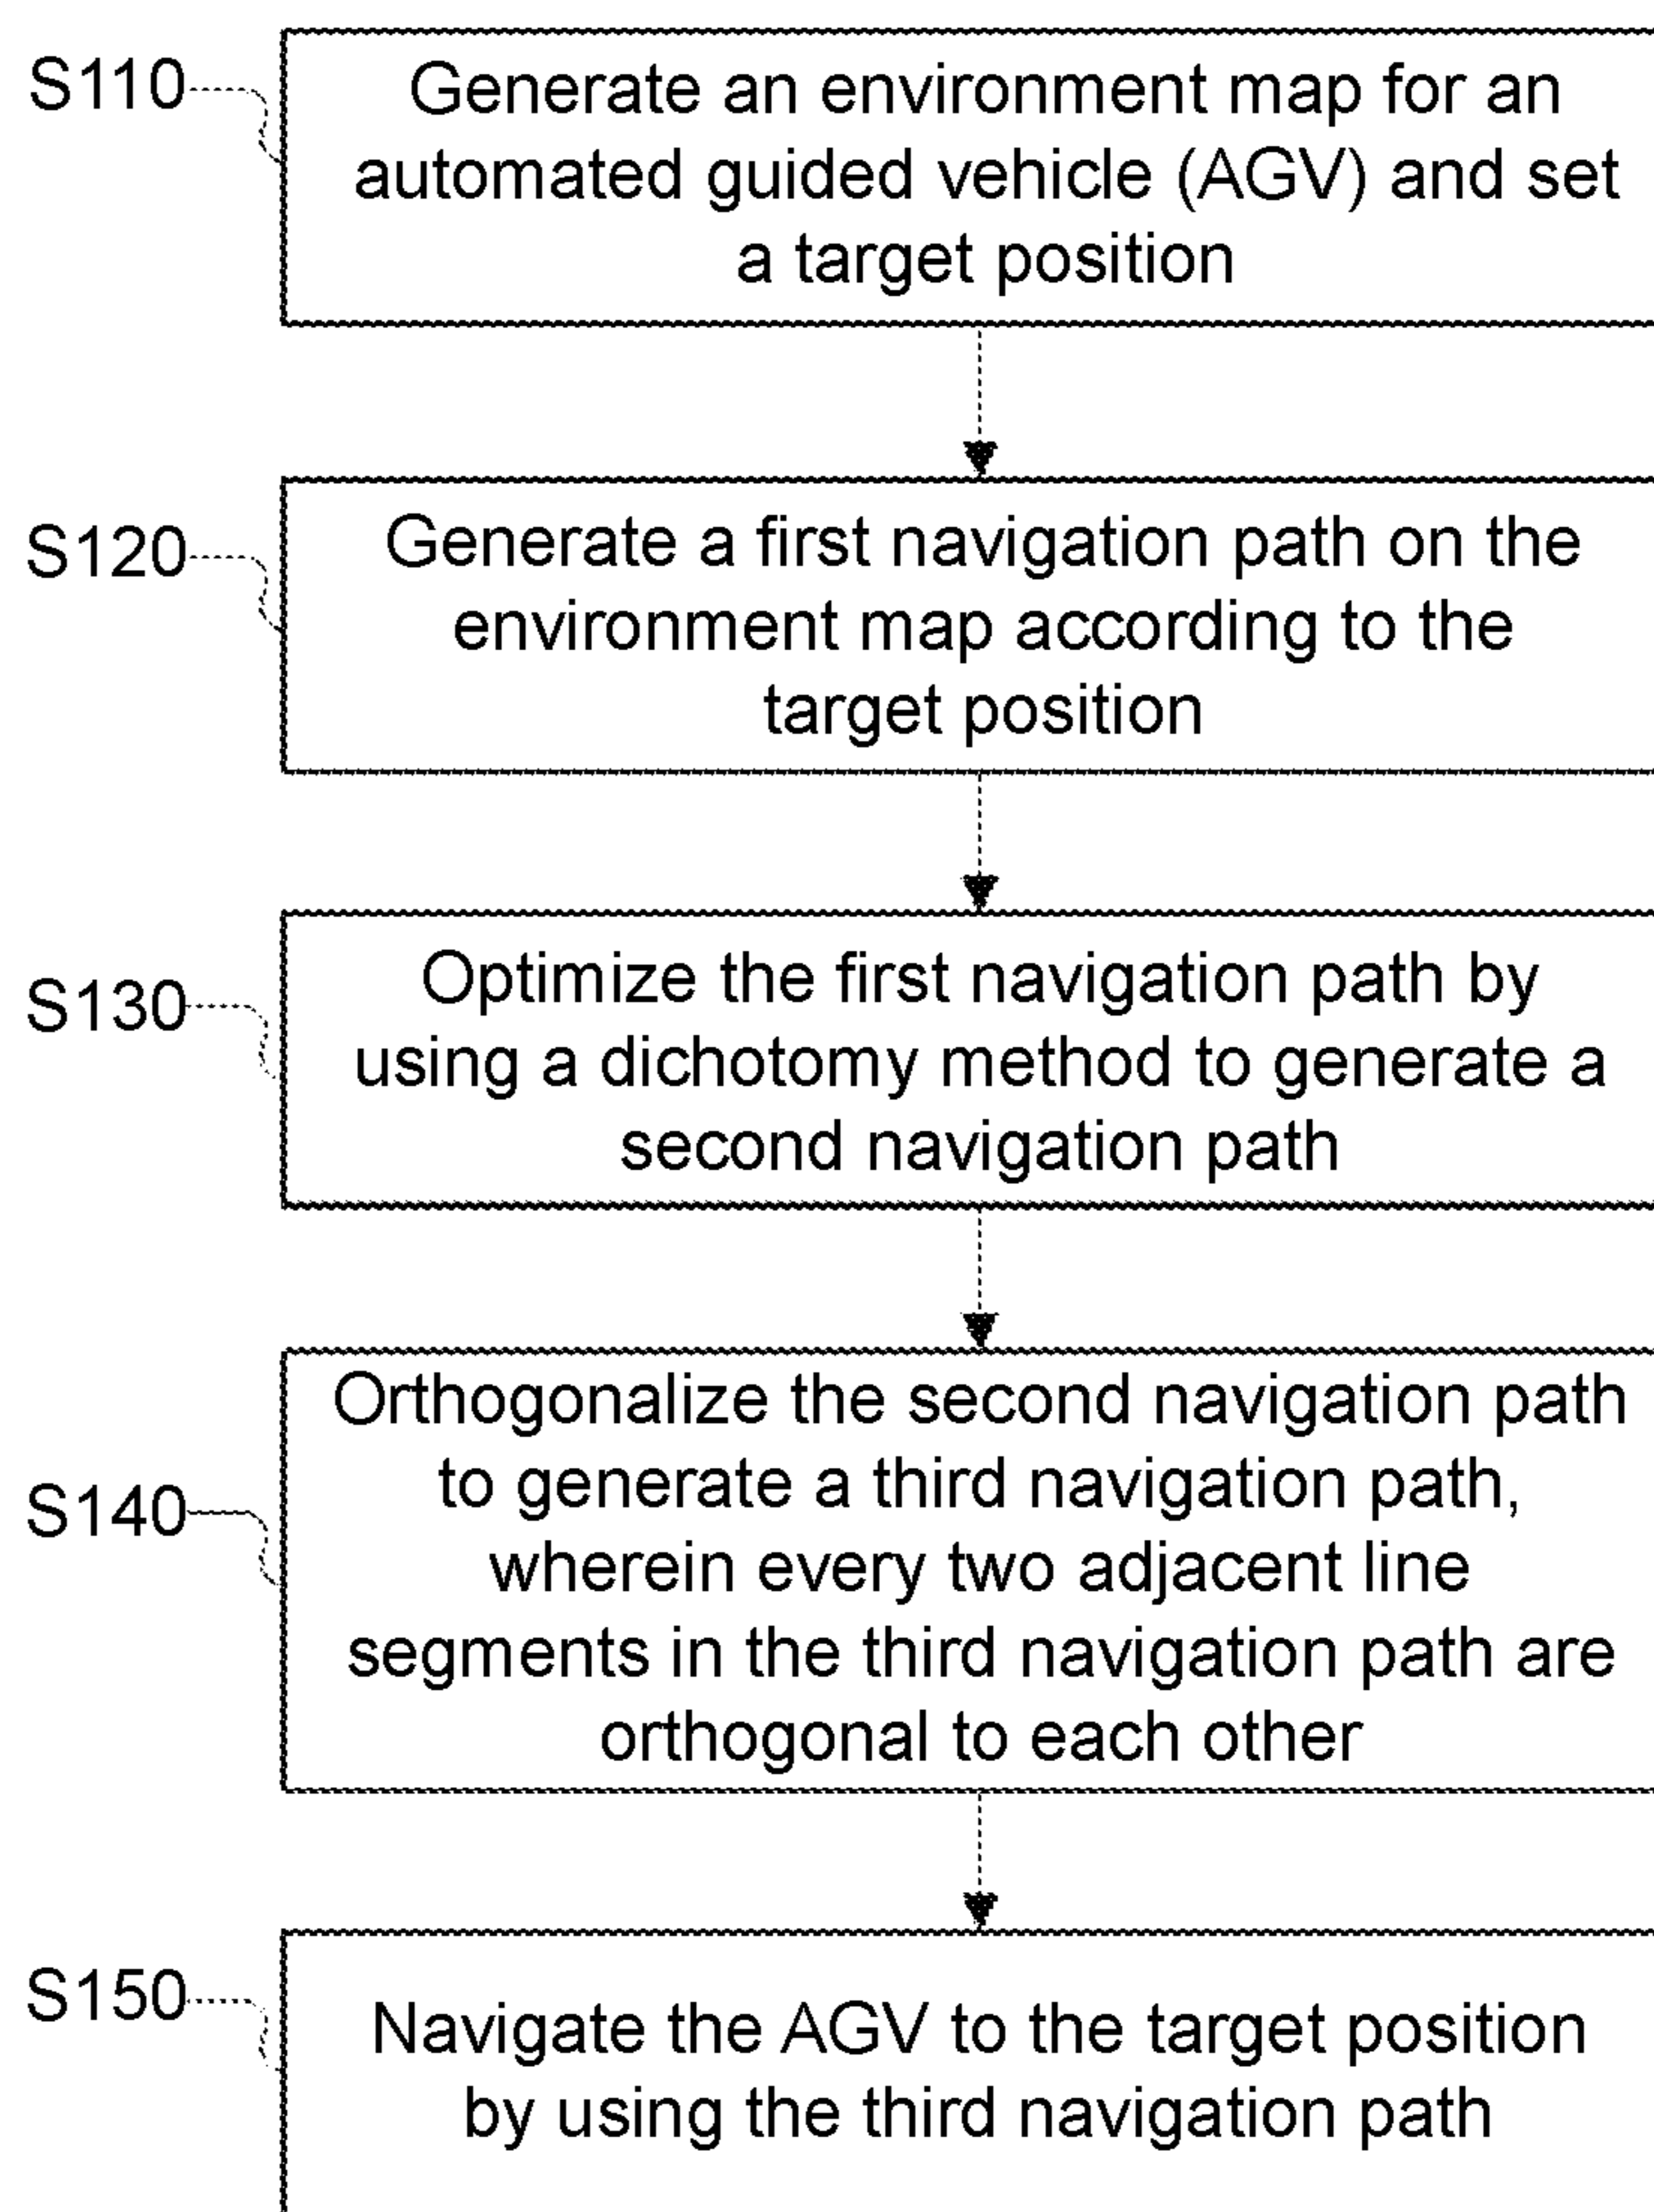 S110
Generate an environment map for an
automated guided vehicle (AGV) and set
a target position
S120
Generate a first navigation path on the
environment map according to the
target position
S130
Optimize the first navigation path by
using a dichotomy method to generate a
second navigation path
S140
Orthogonalize the second navigation path
to generate a third navigation path,
wherein every two adjacent line
segments in the third navigation path are
orthogonal to each other
S150
Navigate the AGV to the target position
by using the third navigation path